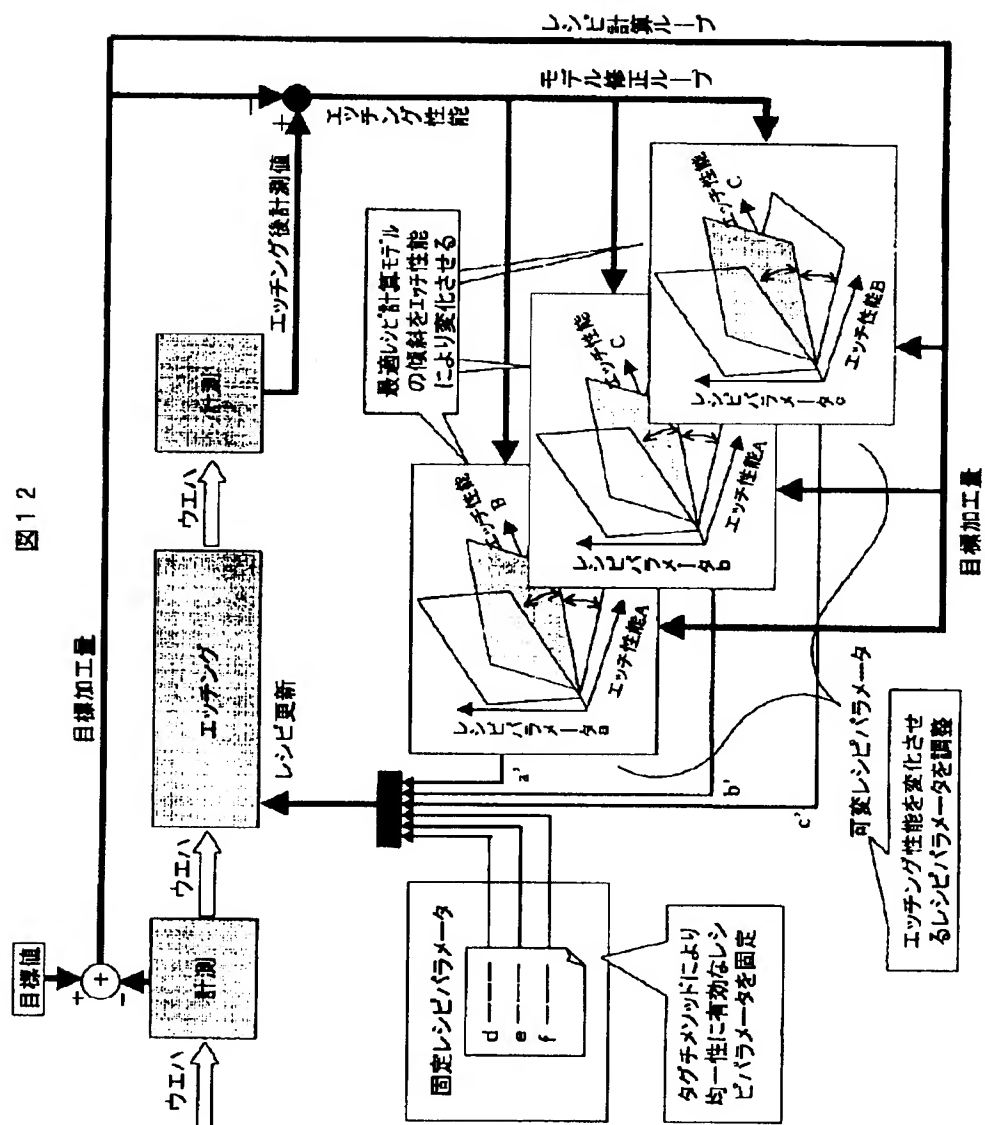 図12
目標値
+
+
-
計測
ウエハ
ウエハ
エッチング
ウエハ
計測
目標加工量
エッチング後計測値
+
-
エッチング性能
レシピ計算ループ
モデル修正ループ
レシピ更新
最適レシピ計算モデル
の傾斜をエッチ性能
により変化させる
レシピパラメータa
エッチ性能A
エッチ性能
B
レシピパラメータb
エッチ性能A
エッチ性能
C
レシピパラメータc
エッチ性能B
エッチ性能
C
a'
b'
c'
固定レシピパラメータ
d
e
f
タグチメソッドにより
均一性に有効なレシ
ピパラメータを固定
可変レシピパラメータ
エッチング性能を変化させ
るレシピパラメータを調整
目標加工量